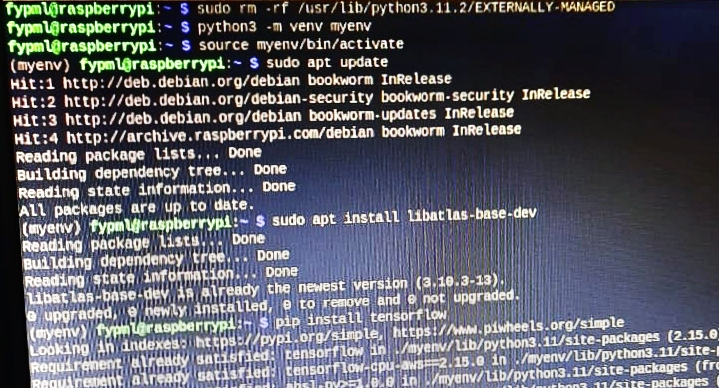 fypml@raspberrypi:~ $ sudo rm -rf /usr/lib/python3.11.2/EXTERNALLY-MANAGED
fypml@raspberrypi:~ $ python3 -m venv myenv
fypml@raspberrypi:~ $ source myenv/bin/activate
(myenv) fypml@raspberrypi:~ $ sudo apt update
Hit:1 http://deb.debian.org/debian bookworm InRelease
Hit:2 http://deb.debian.org/debian-security bookworm-security InRelease
Hit:3 http://deb.debian.org/debian bookworm-updates InRelease
Hit:4 http://archive.raspberrypi.com/debian bookworm InRelease
Reading package lists... Done
Building dependency tree... Done
Reading state information... Done
All packages are up to date.
(myenv) fypml@raspberrypi:~ $ sudo apt install libatlas-base-dev
Reading package lists... Done
Building dependency tree... Done
Reading state information... Done
libatlas-base-dev is already the newest version (3.10.3-13).
0 upgraded, 0 newly installed, 0 to remove and 0 not upgraded.
(myenv) fypml@raspberrypi:~ $ pip install tensorflow
Looking in indexes: https://pypi.org/simple, https://www.piwheels.org/simple
Requirement already satisfied: tensorflow in ./myenv/lib/python3.11/site-packages (2.15.0
Requirement already satisfied: tensorflow-cpu-aws==2.15.0 in ./myenv/lib/python3.11/site-
already satisfied: absl-py>=1.0.0 in ./myenv/lib/python3.11/site-packages (fro